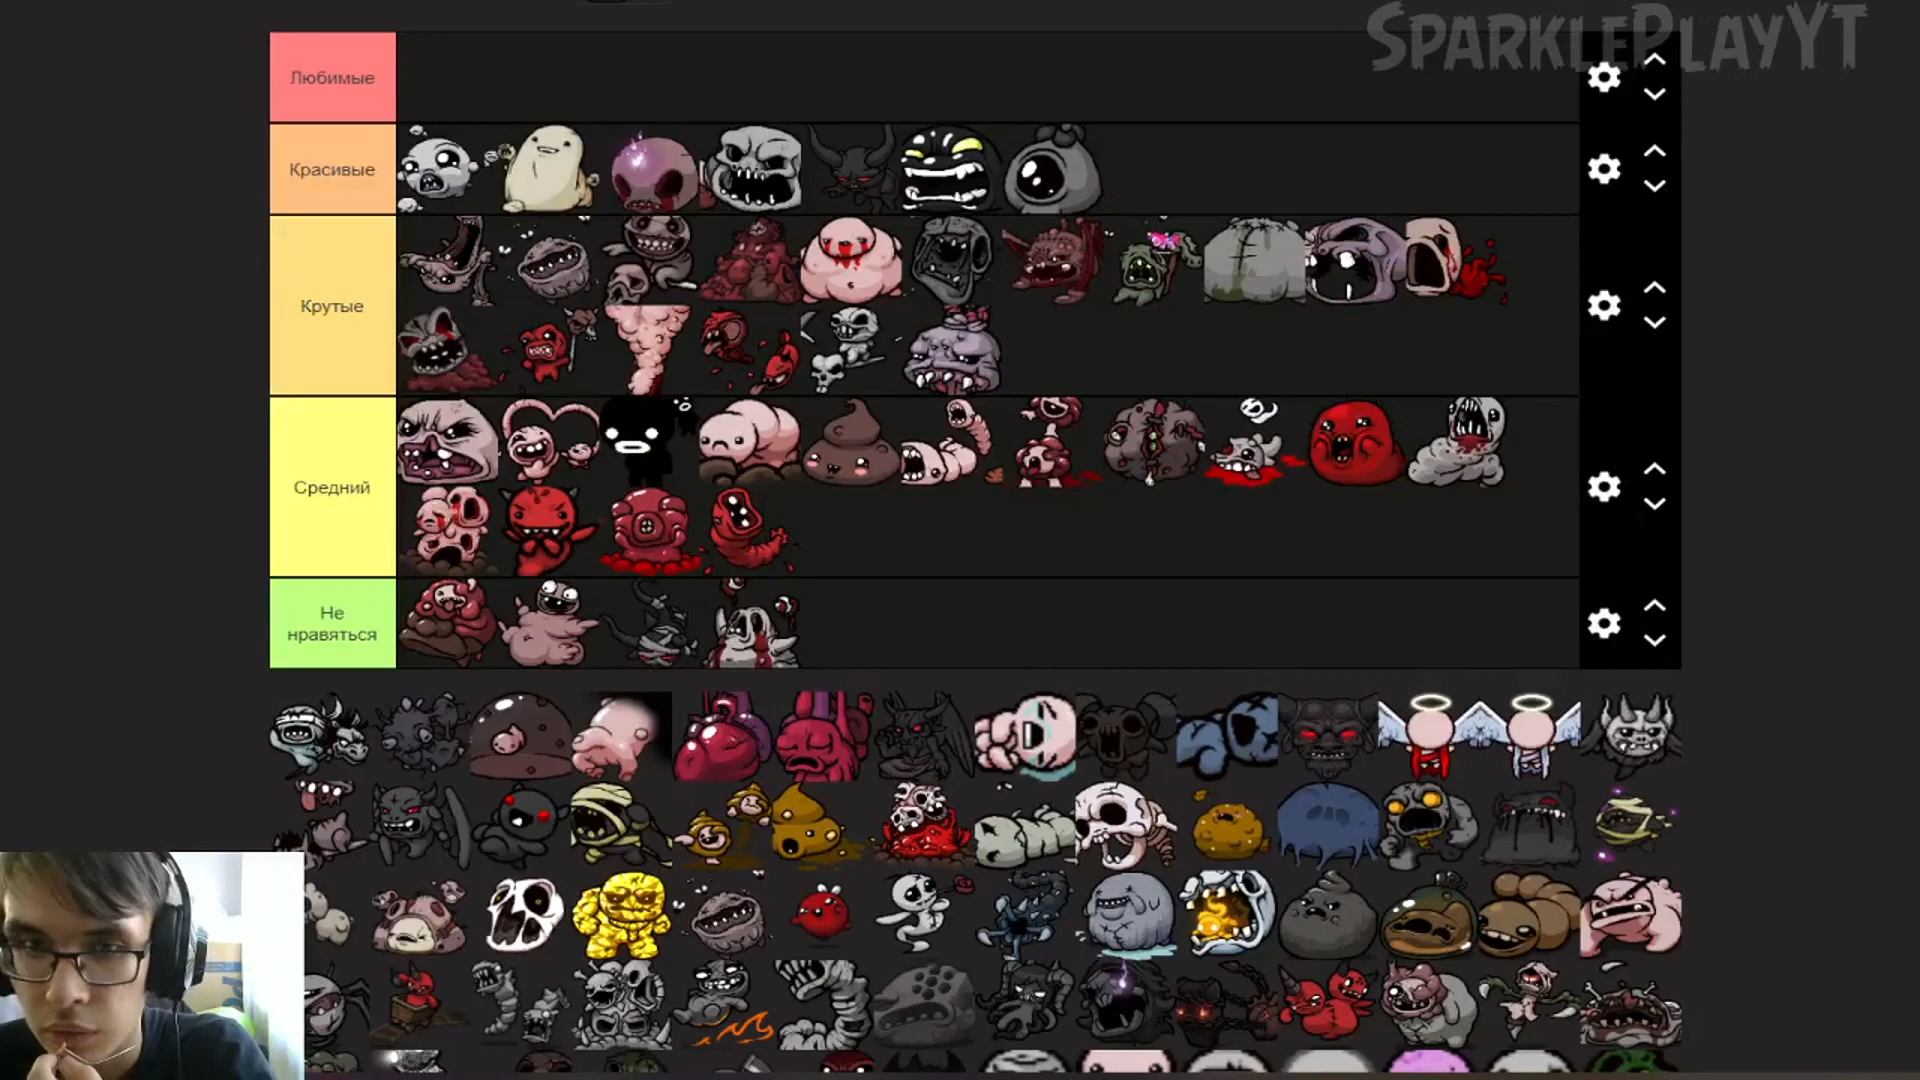 SPARKLEPLAYYT
Любимые
Красивые
Крутые
Средний
Не
нравяться